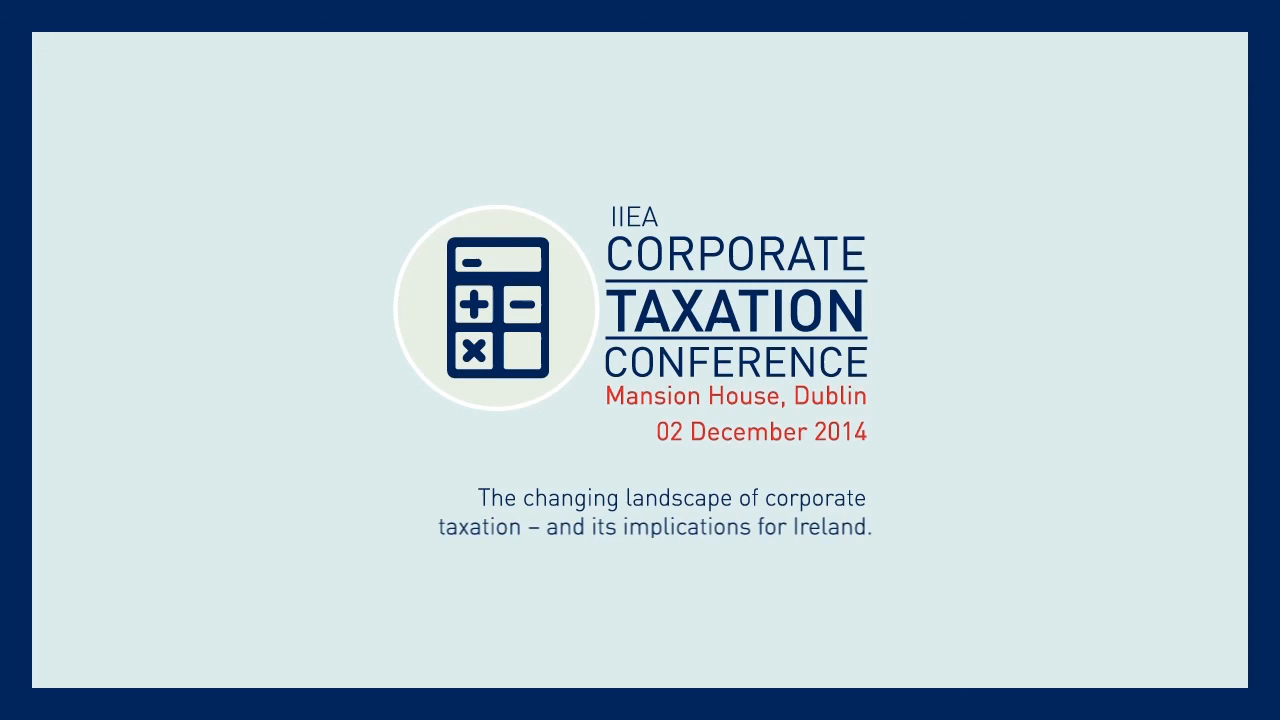 IIEA
CORPORATE
TAXATION
CONFERENCE
Mansion House, Dublin
02 December 2014
The changing landscape of corporate
taxation – and its implications for Ireland.